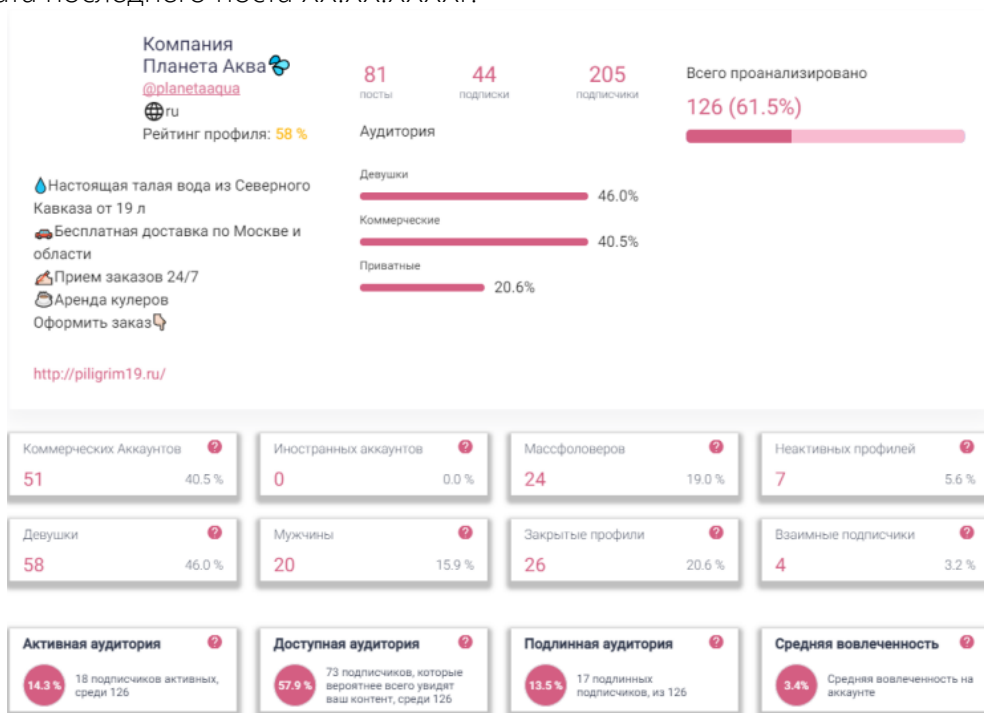 ата последнего поста ХХ.ХХ.ХХХХг.
Компания
Планета Аква
@planetaaqua
ru
Рейтинг профиля: 58 %
81
посты
44
подписки
205
подписчики
Всего проанализировано
126 (61.5%)
Аудитория
Девушки
46.0%
Коммерческие
40.5%
Приватные
20.6%
Настоящая талая вода из Северного
Кавказа от 19 л
Бесплатная доставка по Москве и
области
Прием заказов 24/7
Аренда кулеров
Оформить заказ
http://piligrim19.ru/
Коммерческих Аккаунтов ?
51 40.5 %
Иностранных аккаунтов ?
0 0.0 %
Массфоловеров ?
24 19.0 %
Неактивных профилей ?
7 5.6 %
Девушки ?
58 46.0 %
Мужчины ?
20 15.9 %
Закрытые профили ?
26 20.6 %
Взаимные подписчики ?
4 3.2 %
Активная аудитория ?
14.3 %
18 подписчиков активных,
среди 126
Доступная аудитория ?
57.9 %
73 подписчиков, которые
вероятнее всего увидят
ваш контент, среди 126
Подлинная аудитория ?
13.5 %
17 подлинных
подписчиков, из 126
Средняя вовлеченность ?
3.4%
Средняя вовлеченность на
аккаунте